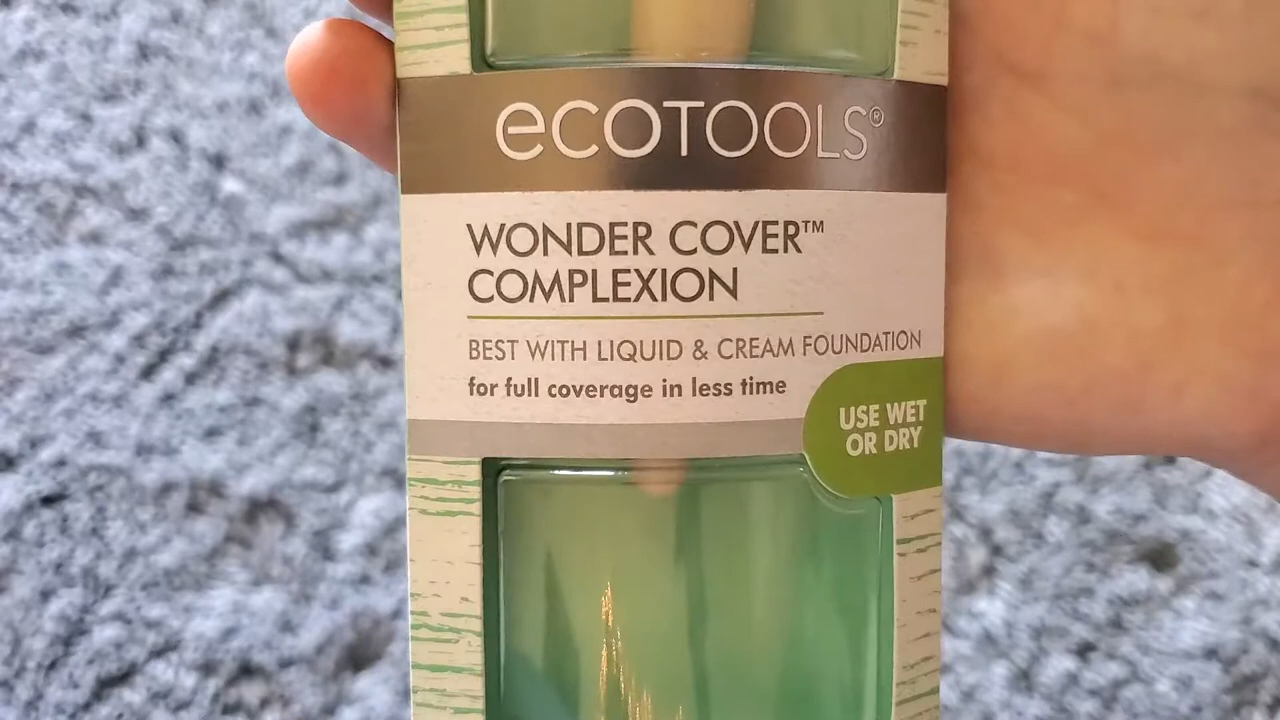 ecoTOOLS®
WONDER COVER™
COMPLEXION
BEST WITH LIQUID & CREAM FOUNDATION
for full coverage in less time
USE WET
OR DRY